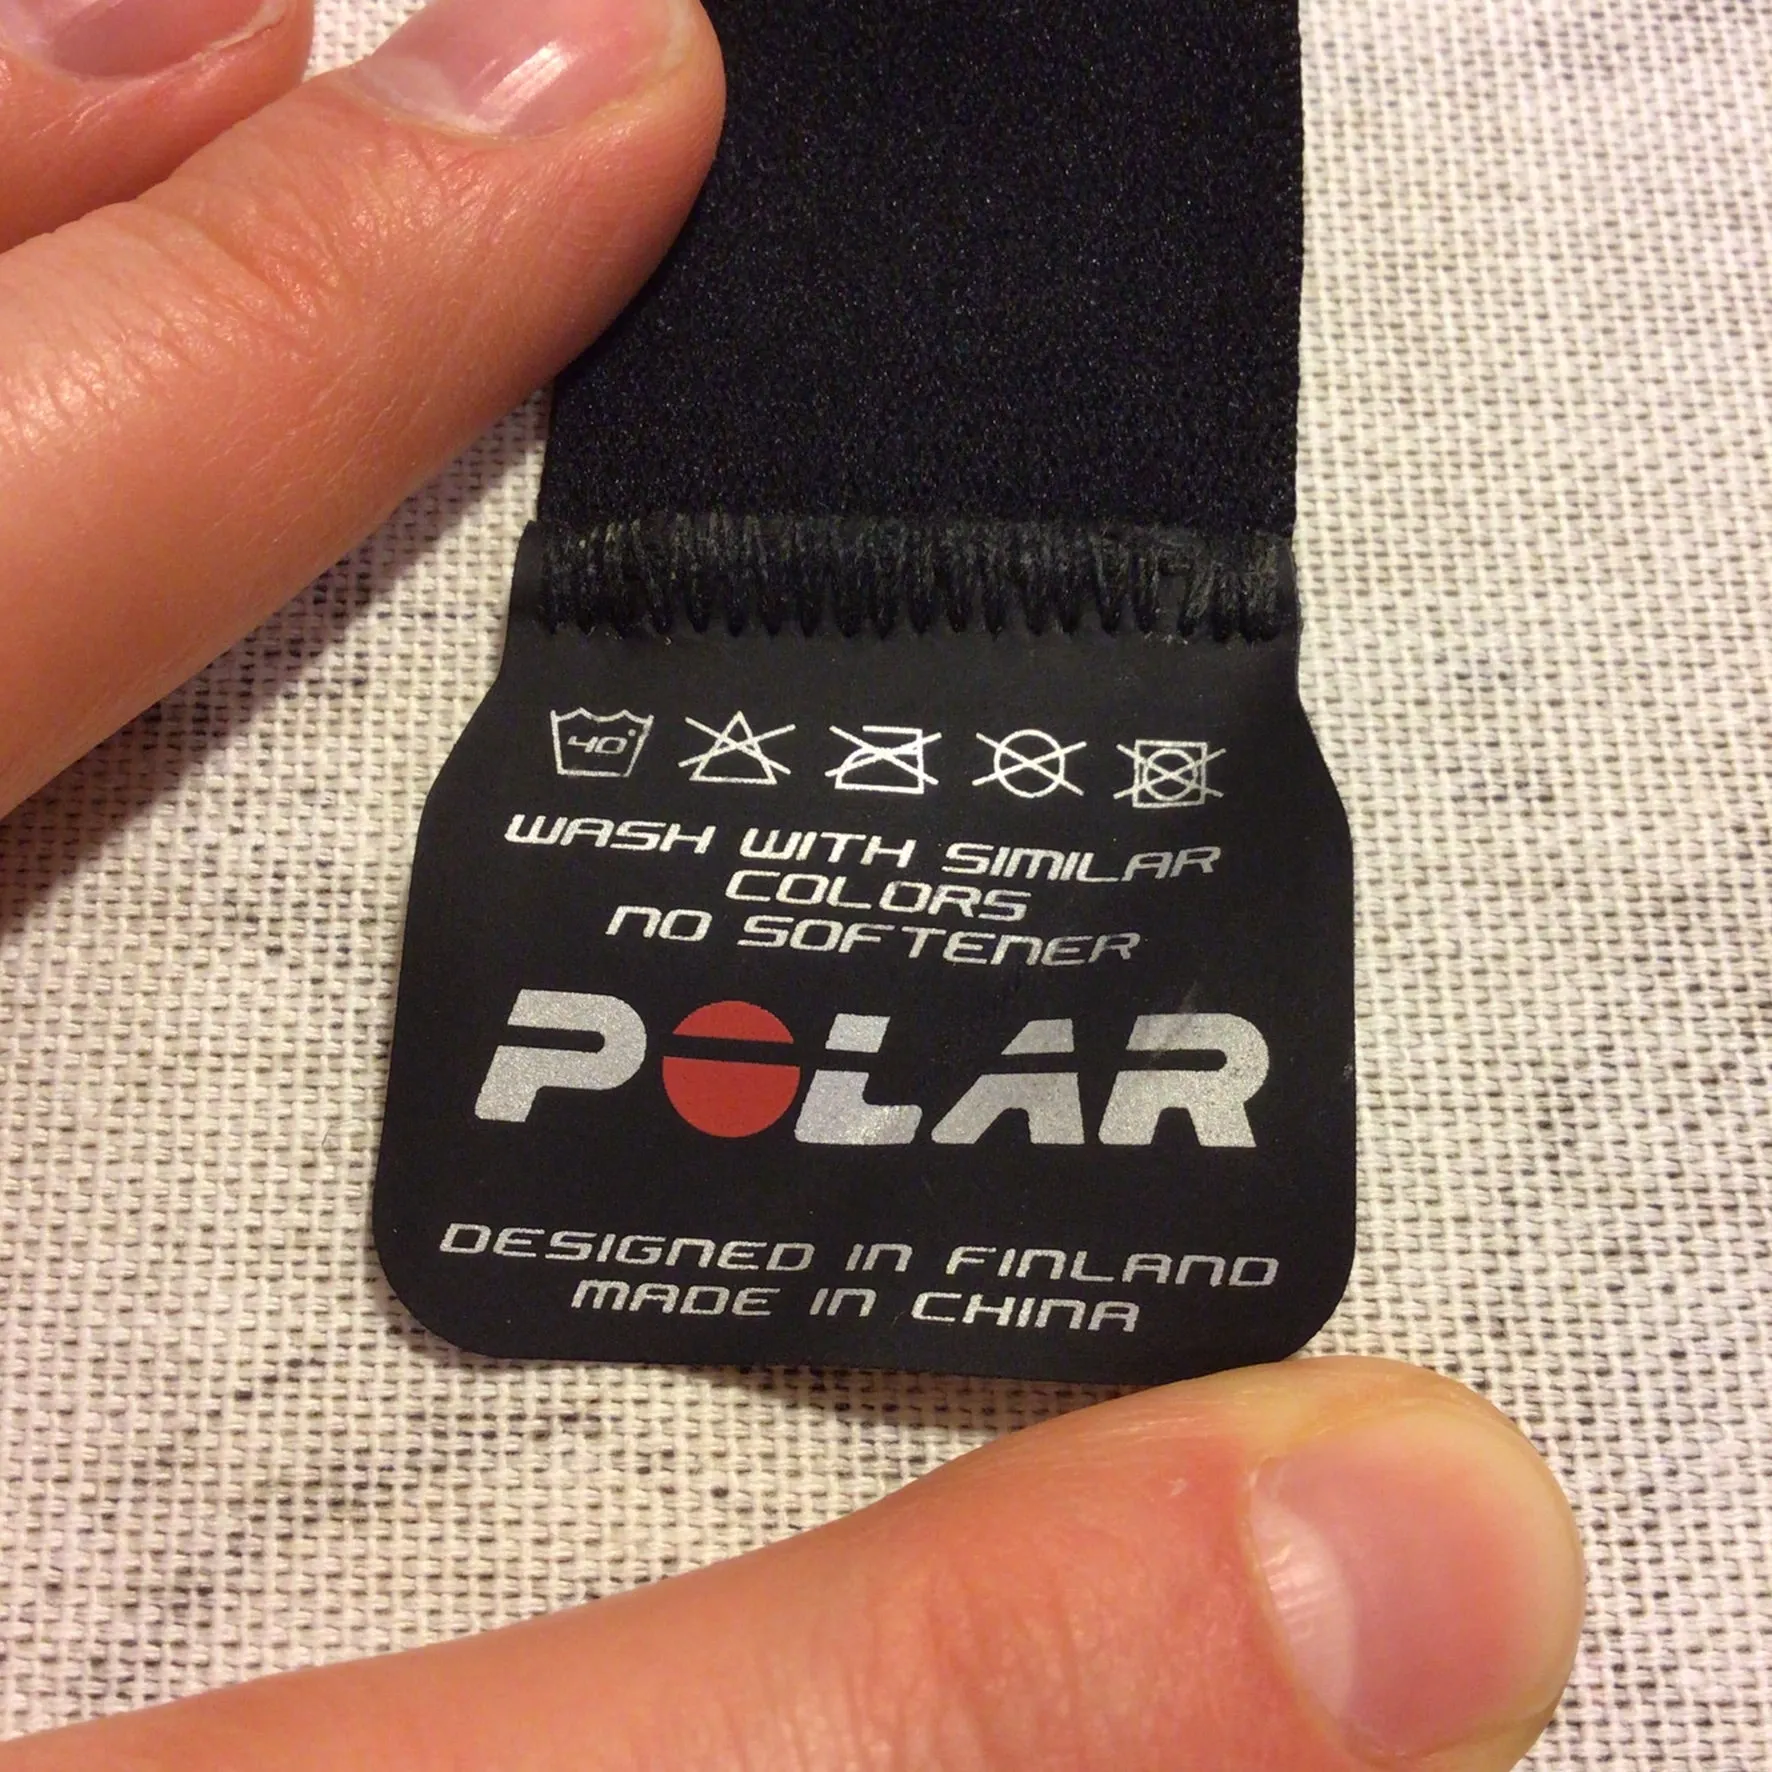 40°
WASH WITH SIMILAR
COLORS
NO SOFTENER
POLAR
DESIGNED IN FINLAND
MADE IN CHINA